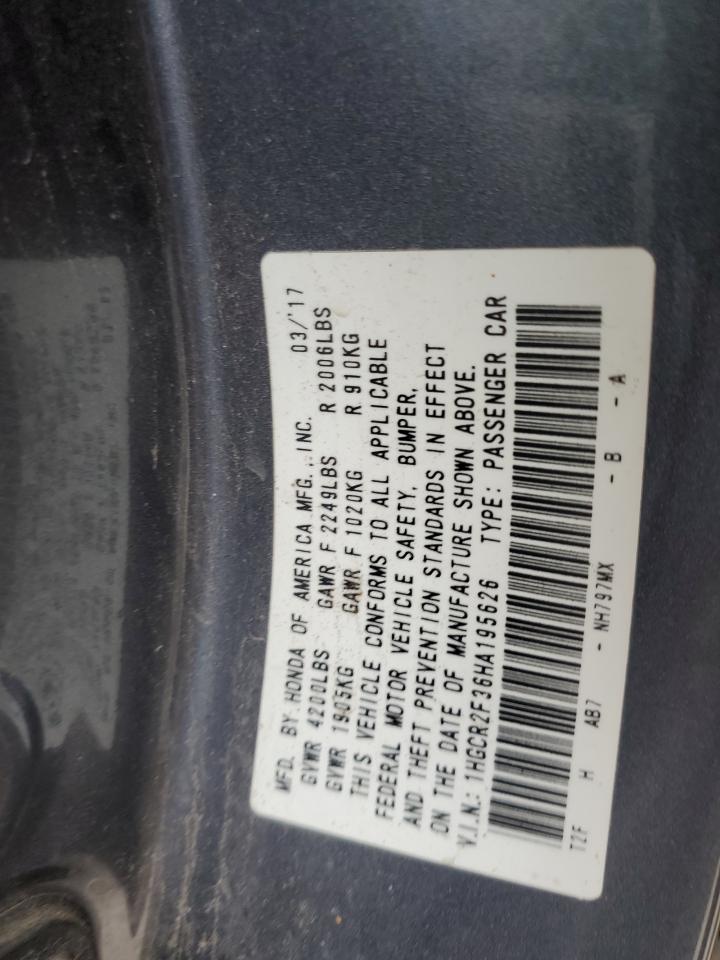 MFD. BY HONDA OF AMERICA MFG., INC. 03/'17
GVWR 4200LBS GAWR F 2249LBS R 2006LBS
GVWR 1905KG GAWR F 1020KG R 910KG
THIS VEHICLE CONFORMS TO ALL APPLICABLE
FEDERAL MOTOR VEHICLE SAFETY, BUMPER,
AND THEFT PREVENTION STANDARDS IN EFFECT
ON THE DATE OF MANUFACTURE SHOWN ABOVE.
V.I.N.: 1HGCR2F36HA195626 TYPE: PASSENGER CAR
T2F H AB7 - NH797MX - B - A